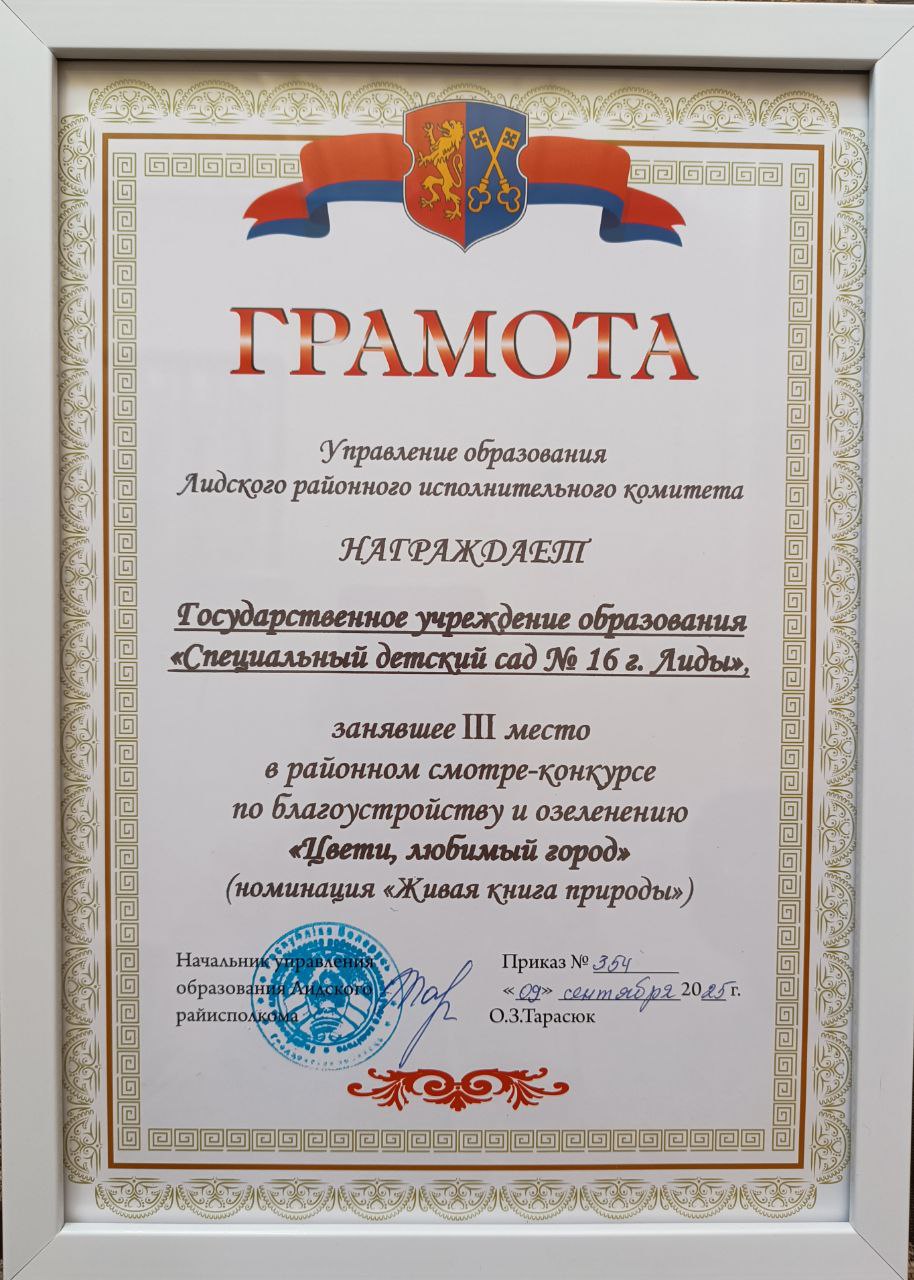 ГРАМОТА
Управление образования
Лидского районного исполнительного комитета
НАГРАЖДАЕТ
Государственное учреждение образования
«Специальный детский сад № 16 г. Лиды»,
занявшее III место
в районном смотре-конкурсе
по благоустройству и озеленению
«Цвети, любимый город»
(номинация «Живая книга природы»)
Начальник управления
образования Лидского
райисполкома
Приказ № 354
«09» сентября 2025 г.
О.З.Тарасюк
Рэспубліка Беларусь